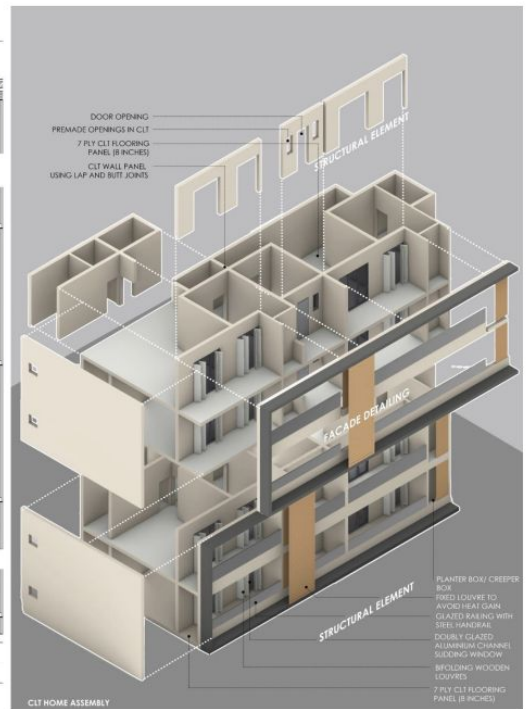 DOOR OPENING
PREMADE OPENINGS IN CLT
7 PLY CLT FLOORING
PANEL (8 INCHES)
CLT WALL PANEL
USING LAP AND BUTT JOINTS
STRUCTURAL ELEMENT
FACADE DETAILING
STRUCTURAL ELEMENT
PLANTER BOX/ CREEPER
BOX
FIXED LOUVRE TO
AVOID HEAT GAIN
GLAZED RAILING WITH
STEEL HANDRAIL
DOUBLY GLAZED
ALUMINIUM CHANNEL
SLIDDING WINDOW
BIFOLDING WOODEN
LOUVRES
7 PLY CLT FLOORING
PANEL (8 INCHES)
CLT HOME ASSEMBLY